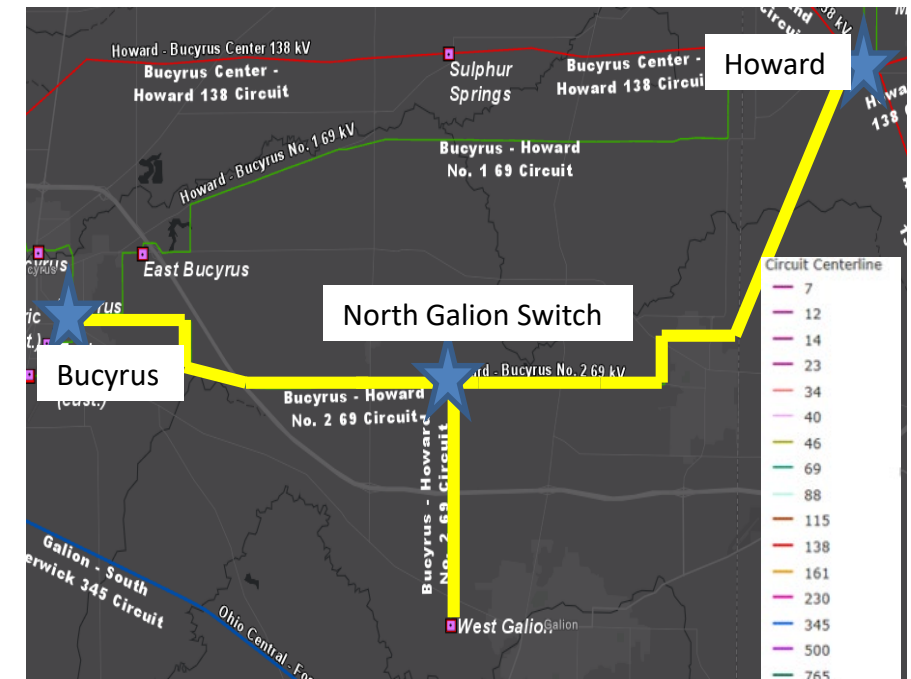 Howard - Bucyrus Center 138 kV
Bucyrus Center -
Howard 138 Circuit
Sulphur
Springs
Bucyrus Center -
Howard 138 Circui
Howard
138
Howard - Bucyrus No. 1 69 kV
Bucyrus - Howard
No. 1 69 Circuit
East Bucyrus
North Galion Switch
Bucyrus
(cust.)
- Bucyrus No. 2 69 kV
Bucyrus - Howard
No. 2 69 Circuit
Bucyrus - Howard
No. 2 69 Circuit
West Galion
Galion
Galion - South
erwick 345 Circuit
Ohio Central - Fo
Circuit Centerline
7
12
14
23
34
40
46
69
88
115
138
161
230
345
500
765